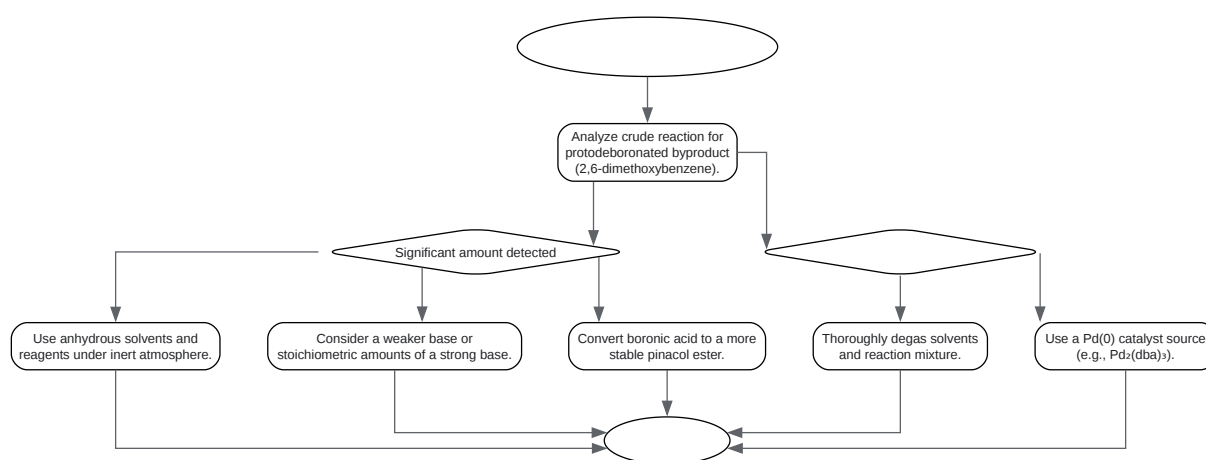 Analyze crude reaction for
protodeboronated byproduct
(2,6-dimethoxybenzene).
Significant amount detected
Use anhydrous solvents and
reagents under inert atmosphere.
Consider a weaker base or
stoichiometric amounts of a strong base.
Convert boronic acid to a more
stable pinacol ester.
Thoroughly degas solvents
and reaction mixture.
Use a Pd(0) catalyst source
(e.g., Pd₂(dba)₃).